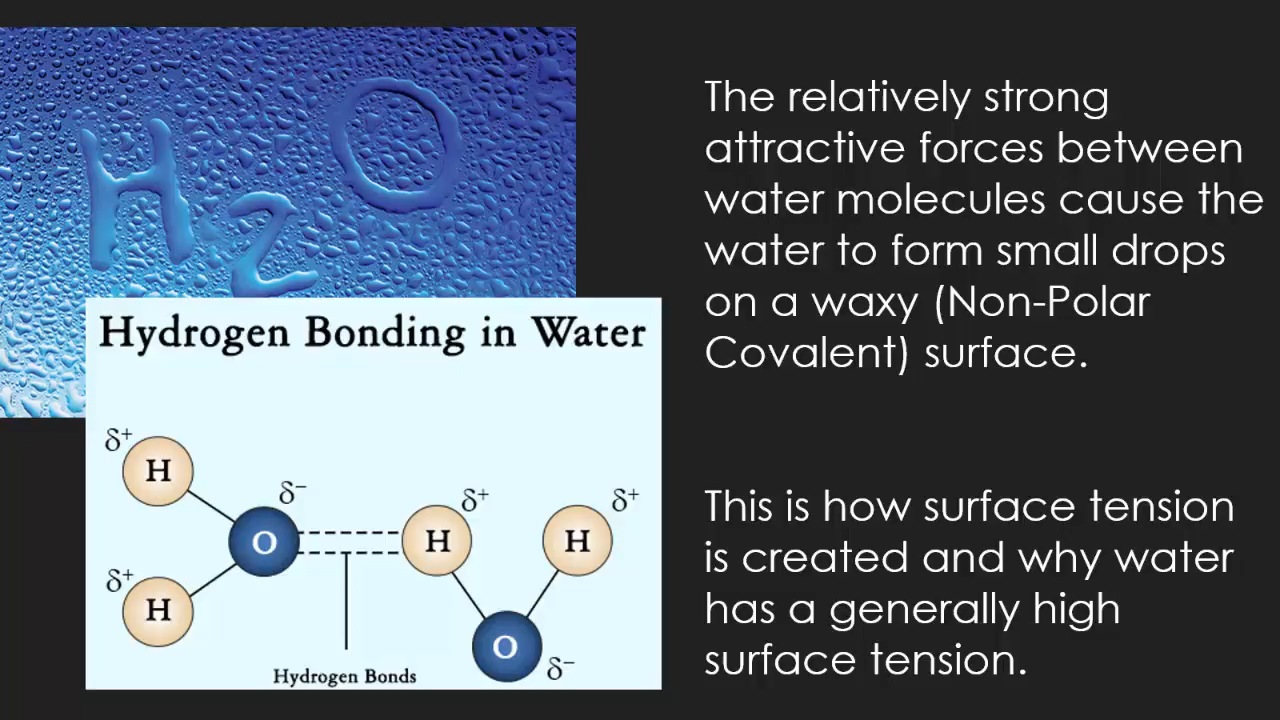 H2O
Hydrogen Bonding in Water
δ+
H
δ−
O
δ+
H
δ+
H
δ+
H
O
δ−
Hydrogen Bonds
The relatively strong
attractive forces between
water molecules cause the
water to form small drops
on a waxy (Non-Polar
Covalent) surface.
This is how surface tension
is created and why water
has a generally high
surface tension.